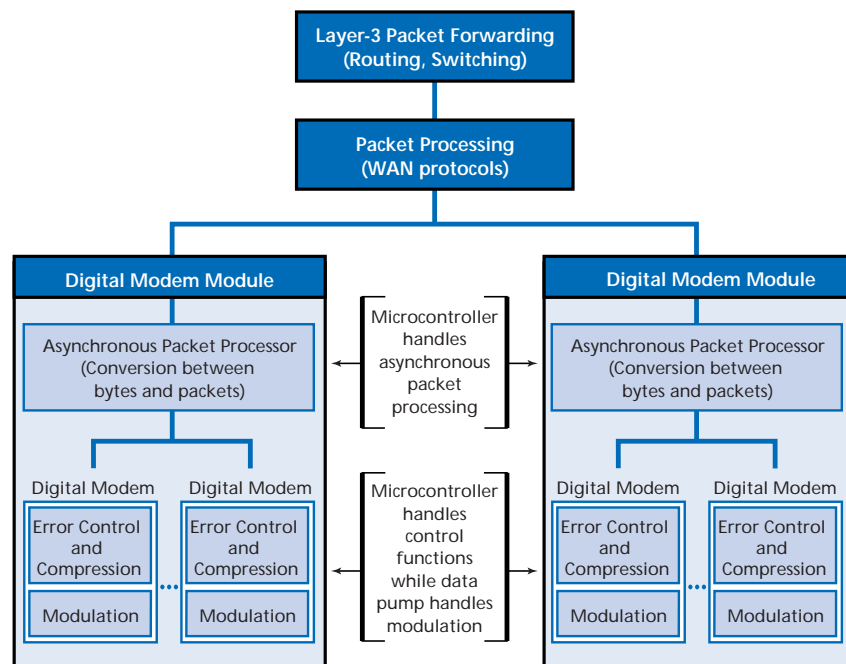 Layer-3 Packet Forwarding
(Routing, Switching)
Packet Processing
(WAN protocols)
Digital Modem Module
Asynchronous Packet Processor
(Conversion between
bytes and packets)
Digital Modem
Error Control
and
Compression
Modulation
...
Digital Modem
Error Control
and
Compression
Modulation
Microcontroller
handles
asynchronous
packet
processing
Microcontroller
handles
control
functions
while data
pump handles
modulation
Digital Modem Module
Asynchronous Packet Processor
(Conversion between
bytes and packets)
Digital Modem
Error Control
and
Compression
Modulation
...
Digital Modem
Error Control
and
Compression
Modulation